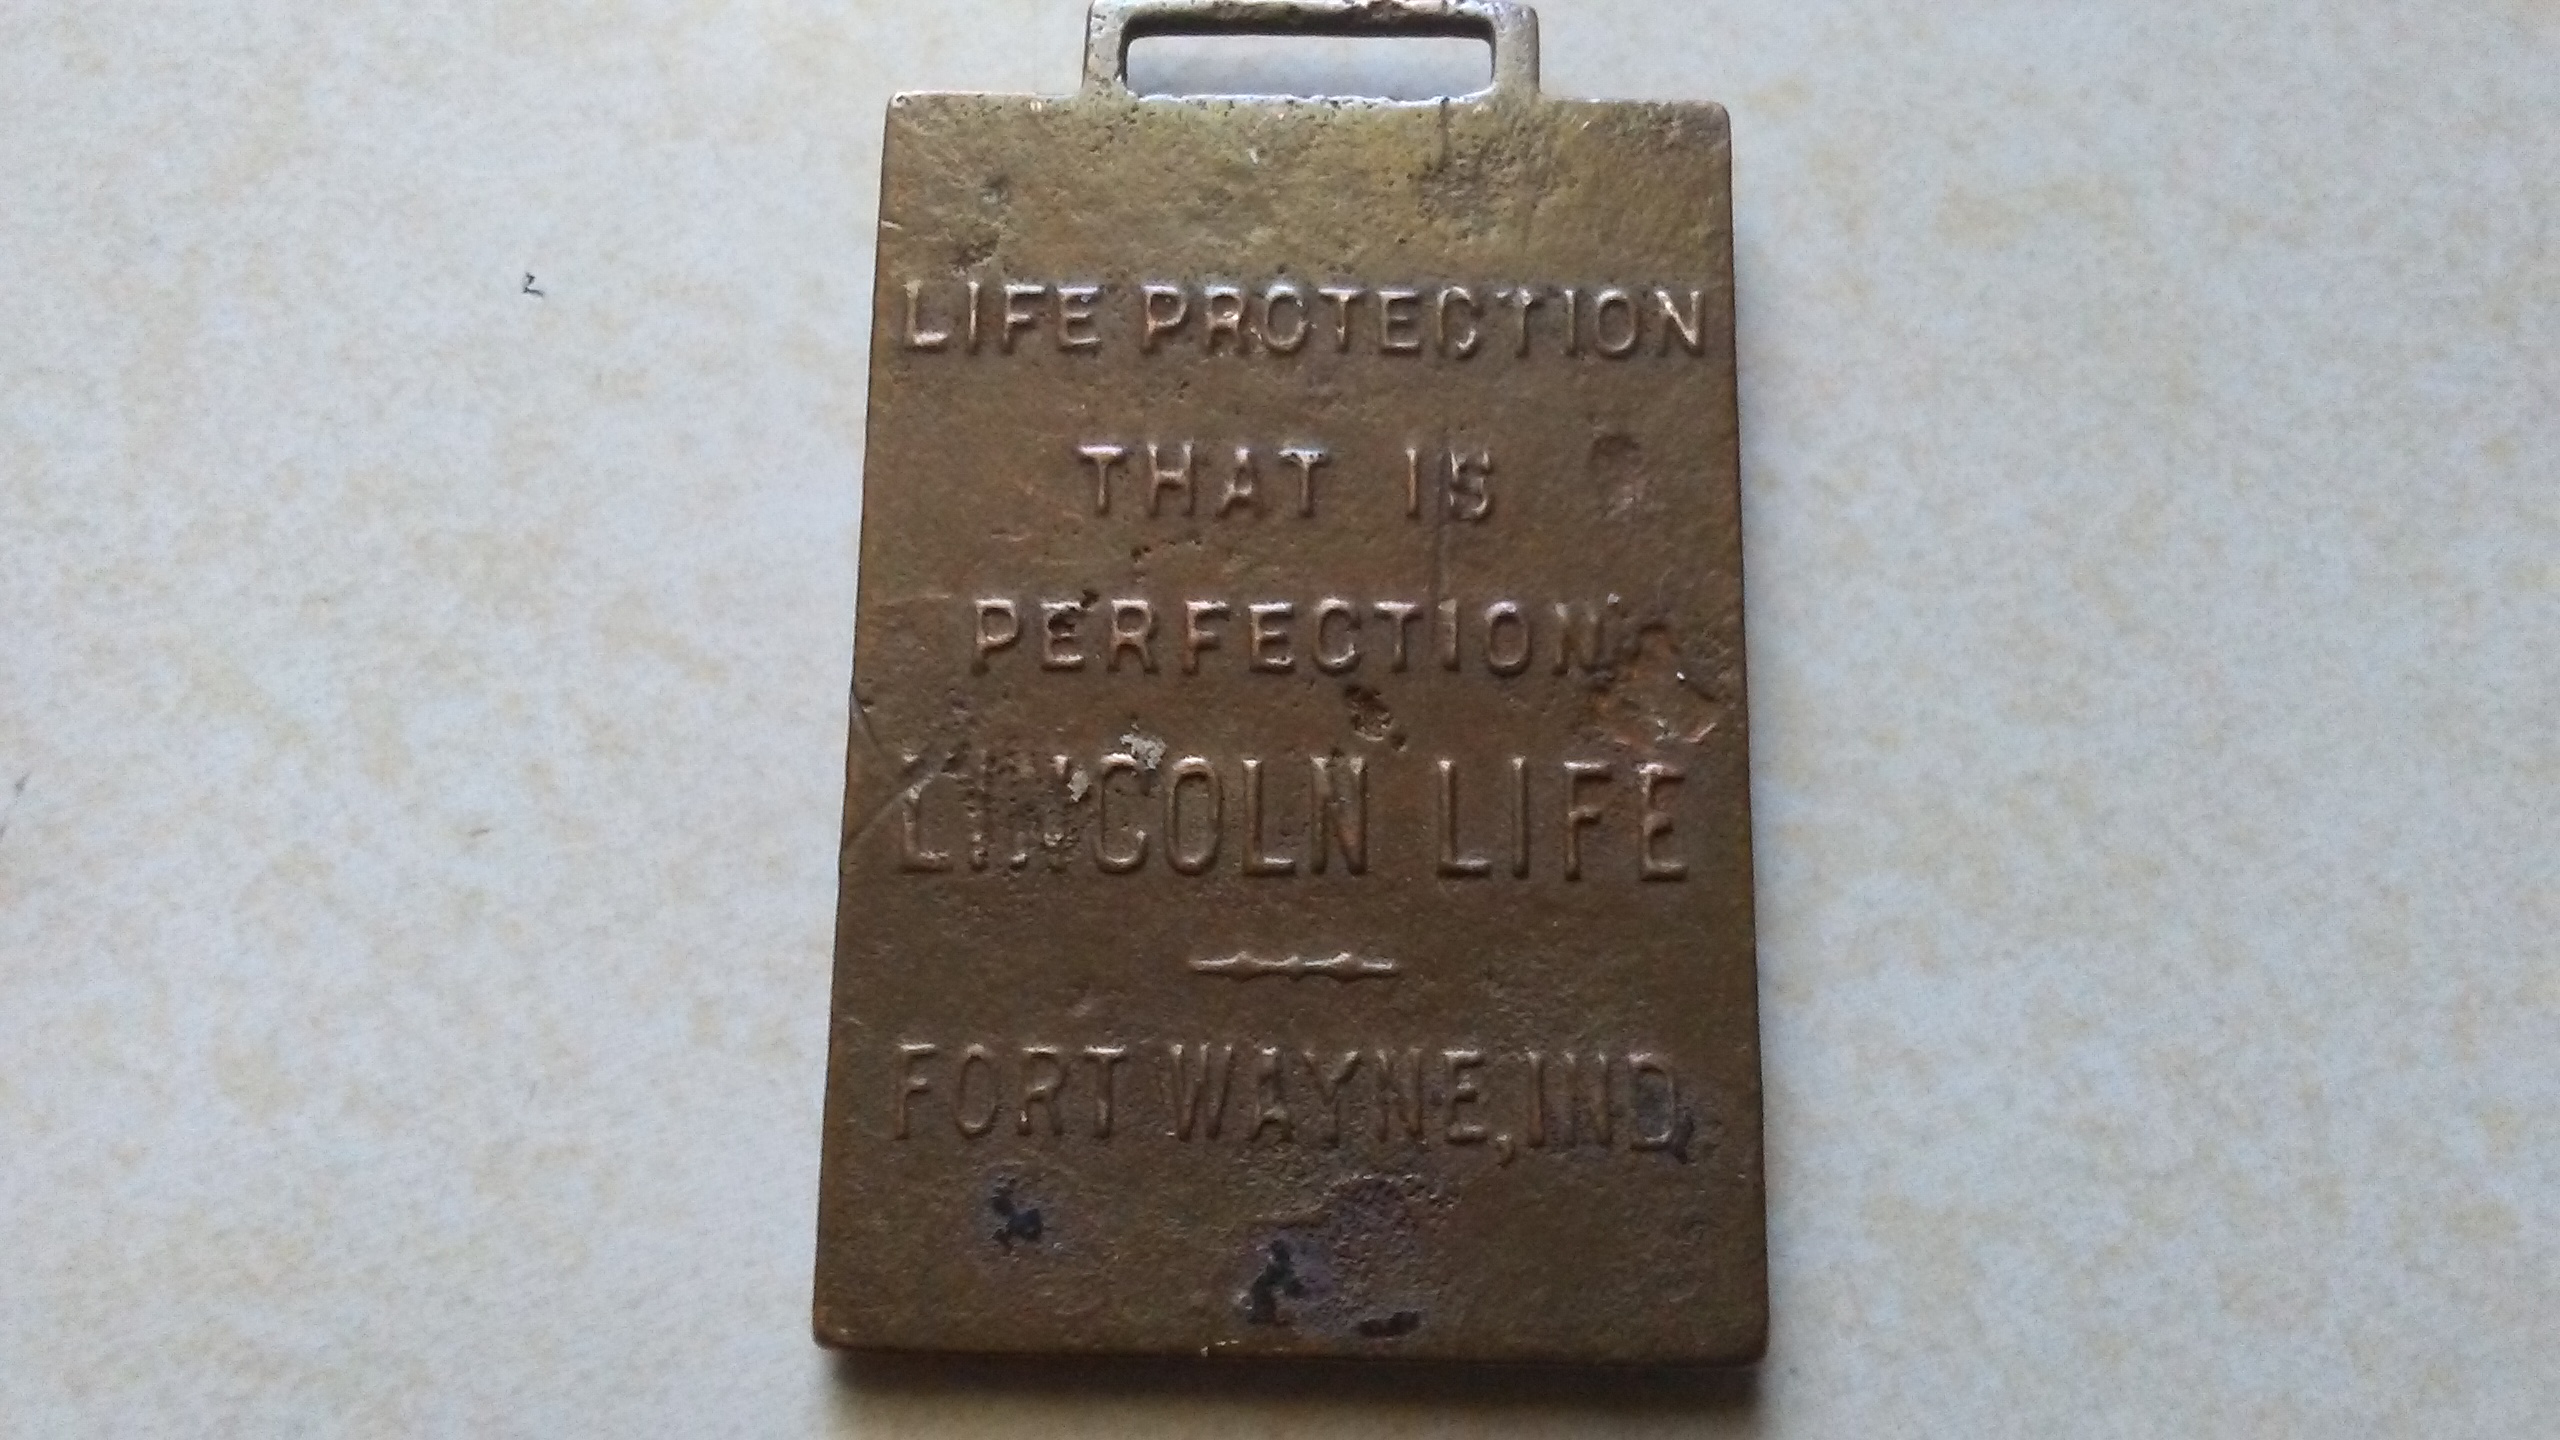 LIFE PROTECTION
THAT IS
PERFECTION
LINCOLN LIFE
FORT WAYNE, IND.